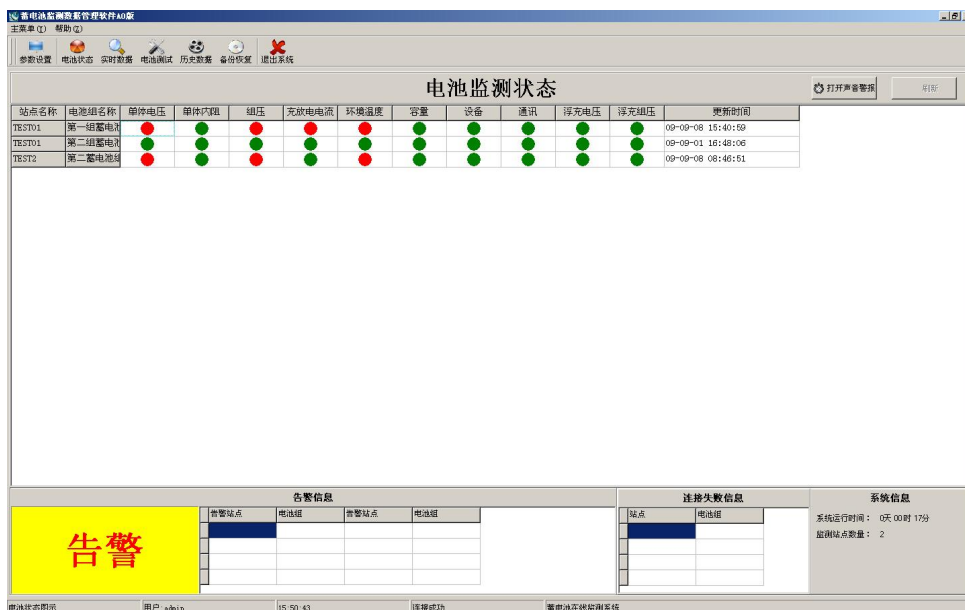 蓄电池监测数据管理软件A0版
主菜单(T) 帮助(Z)
参数设置 电池状态 实时数据 电池测试 历史数据 备份恢复 退出系统
电池监测状态
打开声音警报 刷新
站点名称 电池组名称 单体电压 单体内阻 组压 充放电电流 环境温度 容量 设备 通讯 浮充电压 浮充组压 更新时间
TEST01 第一组蓄电池 09-09-08 15:40:59
TEST01 第二组蓄电池 09-09-01 16:48:06
TEST2 第二蓄电池组 09-09-08 08:46:51
告警信息 连接失败信息 系统信息
告警站点 电池组 告警站点 电池组 站点 电池组
系统运行时间: 0天 00时 17分
监测站点数量: 2
告警
电池状态图示 用户:admin 15:50:43 连接成功 蓄电池在线监测系统